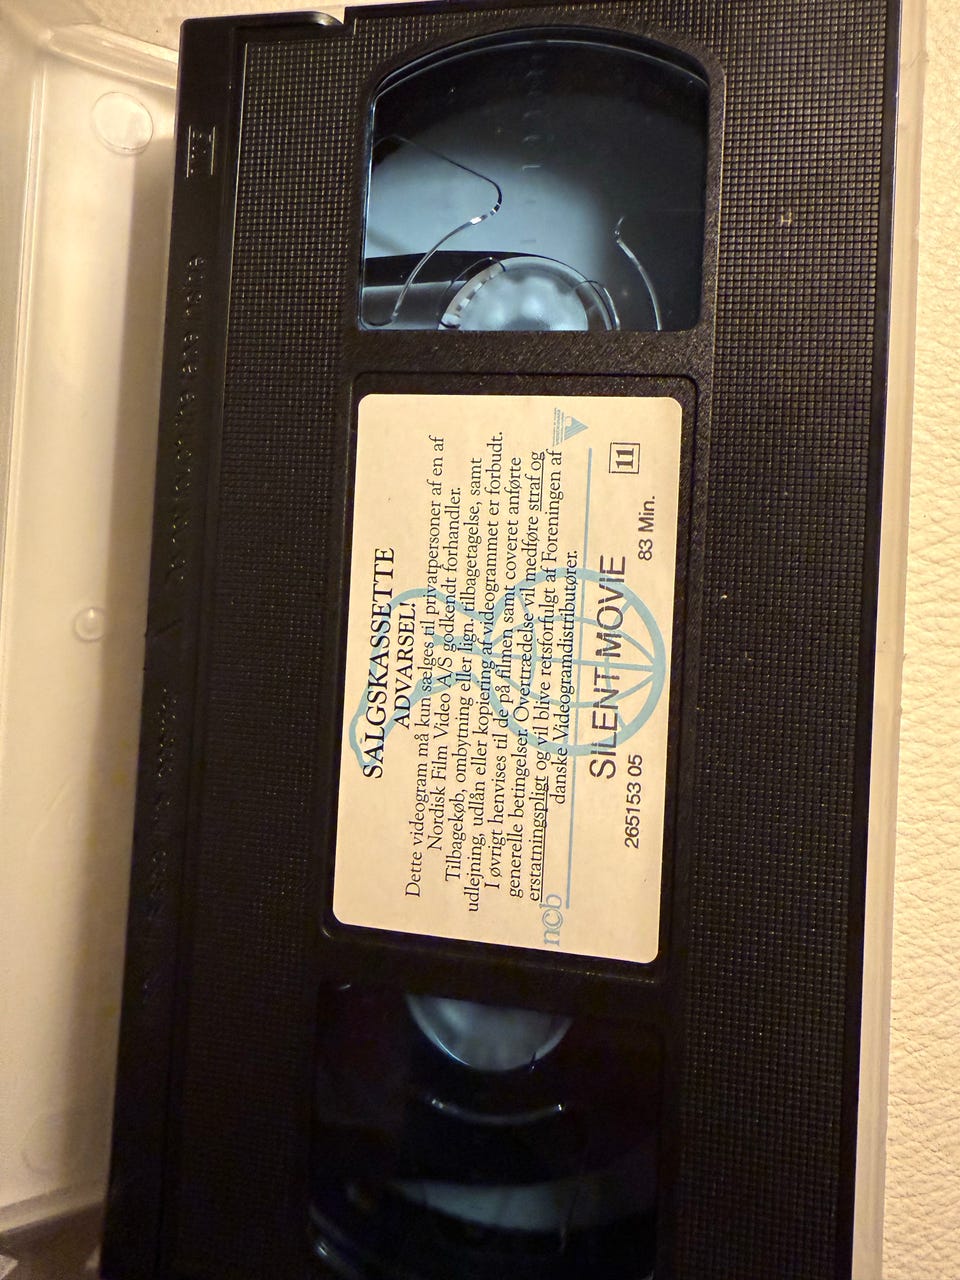 SALGSKASSETTE
ADVARSEL!
Dette videogram må kun sælges til privatpersoner af en af
Nordisk Film Video A/S godkendt forhandler.
Tilbagekøb, ombytning eller lign. tilbagetagelse, samt
udlejning, udlån eller kopiering af videogrammet er forbudt.
I øvrigt henvises til de på filmen samt coveret anførte
generelle betingelser. Overtrædelse vil medføre straf og
erstatningspligt og vil blive retsforfulgt af Foreningen af
danske Videogramdistributører.
n©b
SILENT MOVIE
11
265153 05
83 Min.